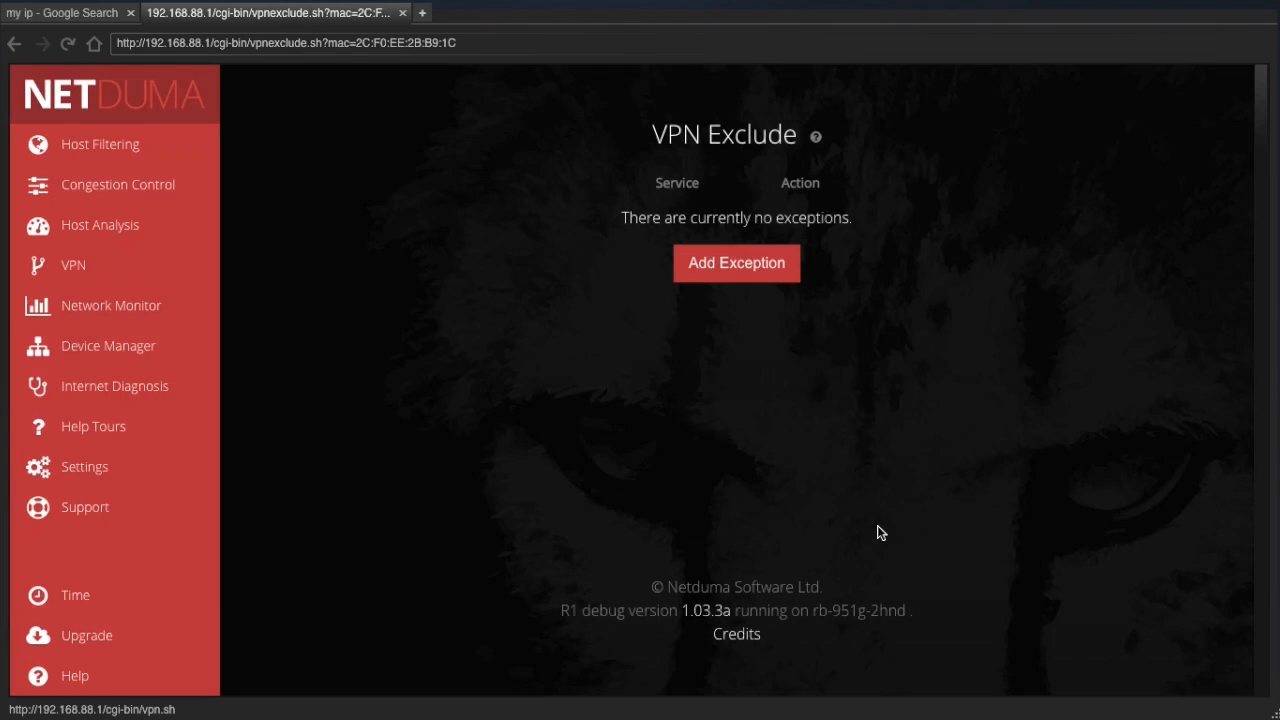 my ip - Google Search
192.168.88.1/cgi-bin/vpnexclude.sh?mac=2C:F...
http://192.168.88.1/cgi-bin/vpnexclude.sh?mac=2C:F0:EE:2B:B9:1C
NETDUMA
Host Filtering
Congestion Control
Host Analysis
VPN
Network Monitor
Device Manager
Internet Diagnosis
Help Tours
Settings
Support
Time
Upgrade
Help
VPN Exclude
Service Action
There are currently no exceptions.
Add Exception
© Netduma Software Ltd.
R1 debug version 1.03.3a running on rb-951g-2hnd .
Credits
http://192.168.88.1/cgi-bin/vpn.sh